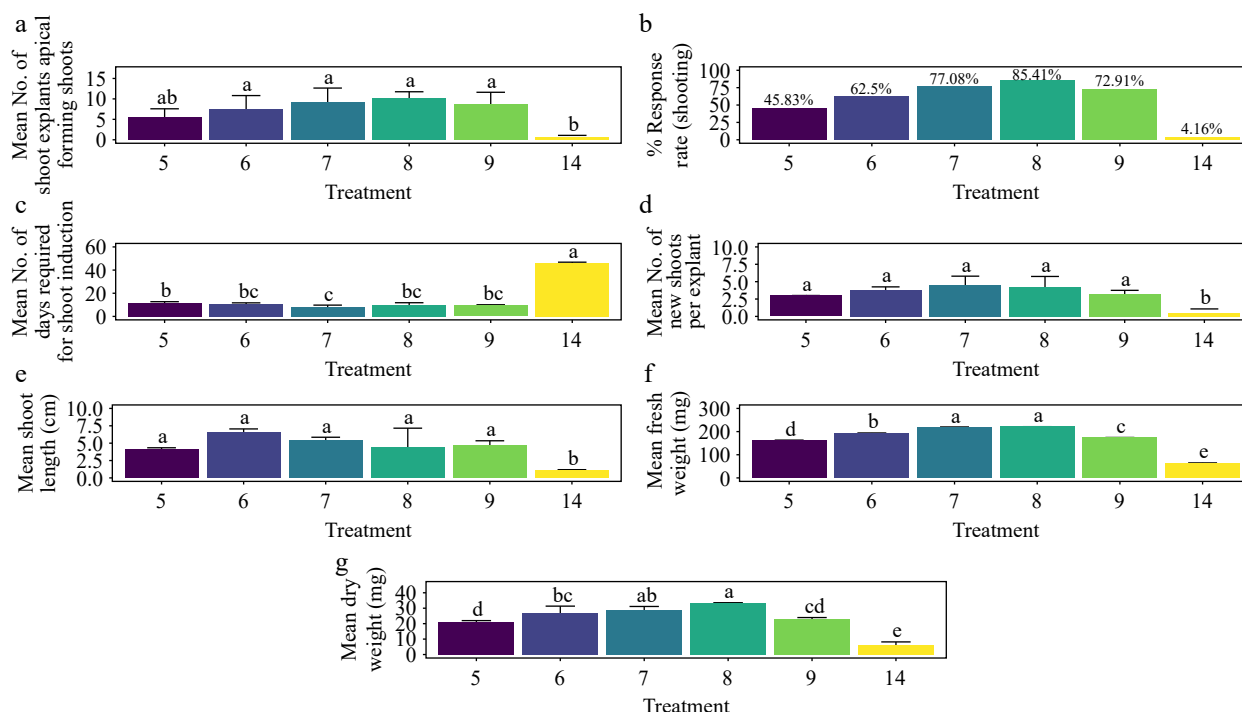 a
Mean No. of
shoot explants apical
forming shoots
15
10
5
0
ab
a
a
a
a
b
5 6 7 8 9 14
Treatment
b
% Response
rate (shooting)
100
75
50
25
0
45.83%
62.5%
77.08%
85.41%
72.91%
4.16%
5 6 7 8 9 14
Treatment
c
Mean No. of
days required
for shoot induction
60
40
20
0
b
bc
c
bc
bc
a
5 6 7 8 9 14
Treatment
d
Mean No. of
new shoots
per explant
10.0
7.5
5.0
2.5
0.0
a
a
a
a
a
b
5 6 7 8 9 14
Treatment
e
Mean shoot
length (cm)
10.0
7.5
5.0
2.5
0.0
a
a
a
a
a
b
5 6 7 8 9 14
Treatment
f
Mean fresh
weight (mg)
300
200
100
0
d
b
a
a
c
e
5 6 7 8 9 14
Treatment
g
Mean dry
weight (mg)
40
30
20
10
0
d
bc
ab
a
cd
e
5 6 7 8 9 14
Treatment